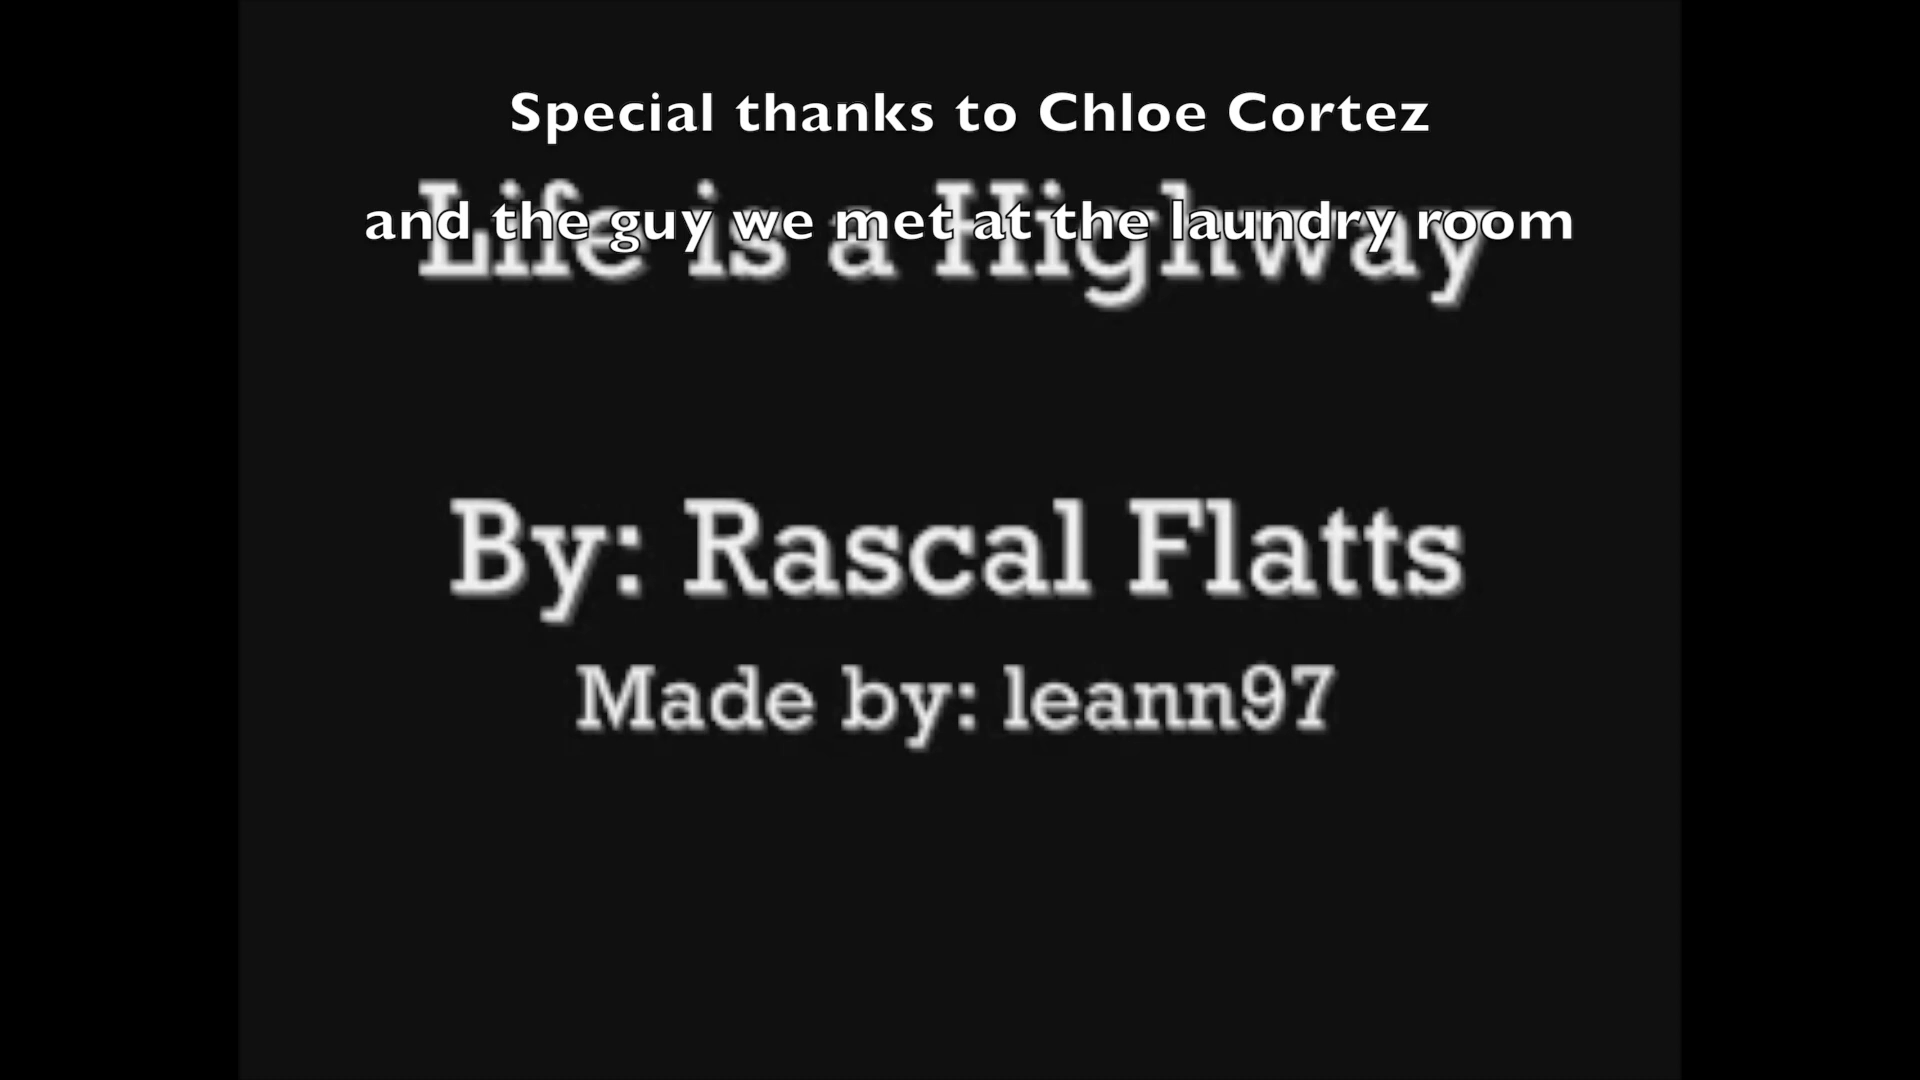 Special thanks to Chloe Cortez
and the guy we met at the laundry room
Life is a Highway
By: Rascal Flatts
Made by: leann97